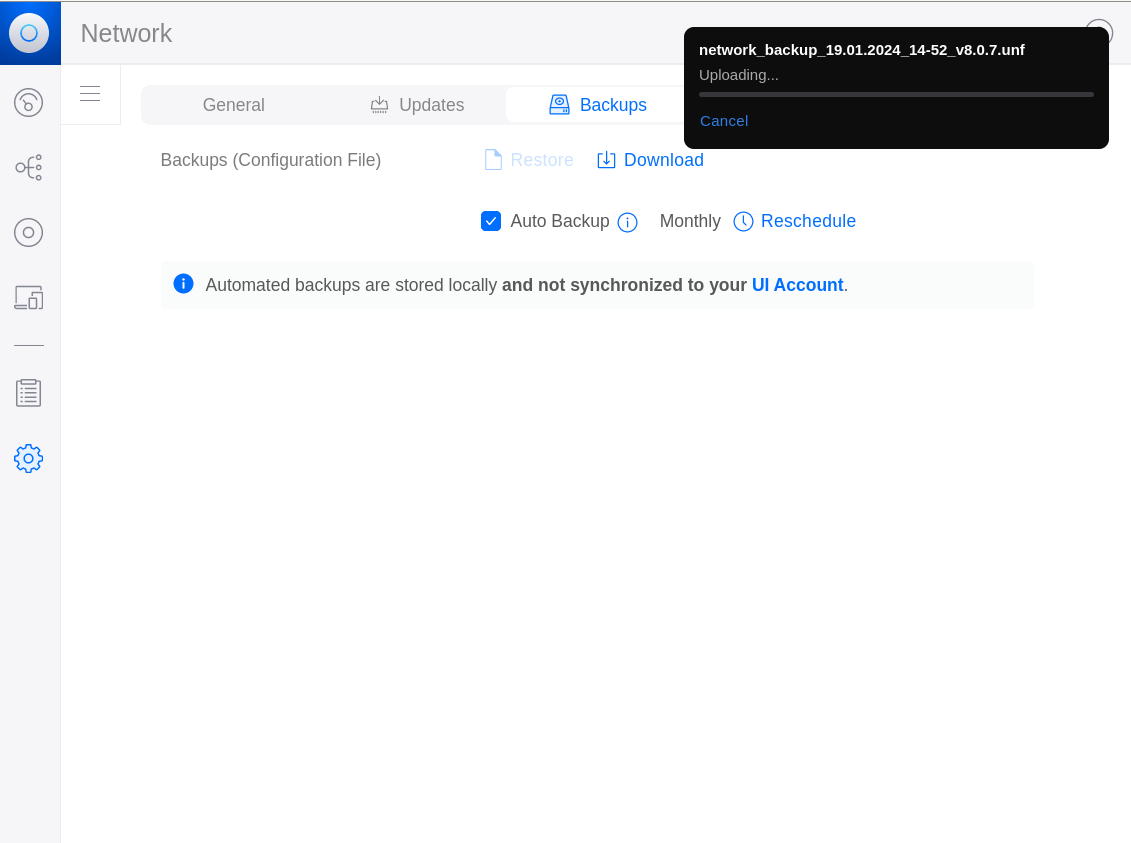 Network
network_backup_19.01.2024_14-52_v8.0.7.unf
Uploading...
Cancel
General
Updates
Backups
Backups (Configuration File)
Restore
Download
Auto Backup
Monthly
Reschedule
Automated backups are stored locally and not synchronized to your UI Account.